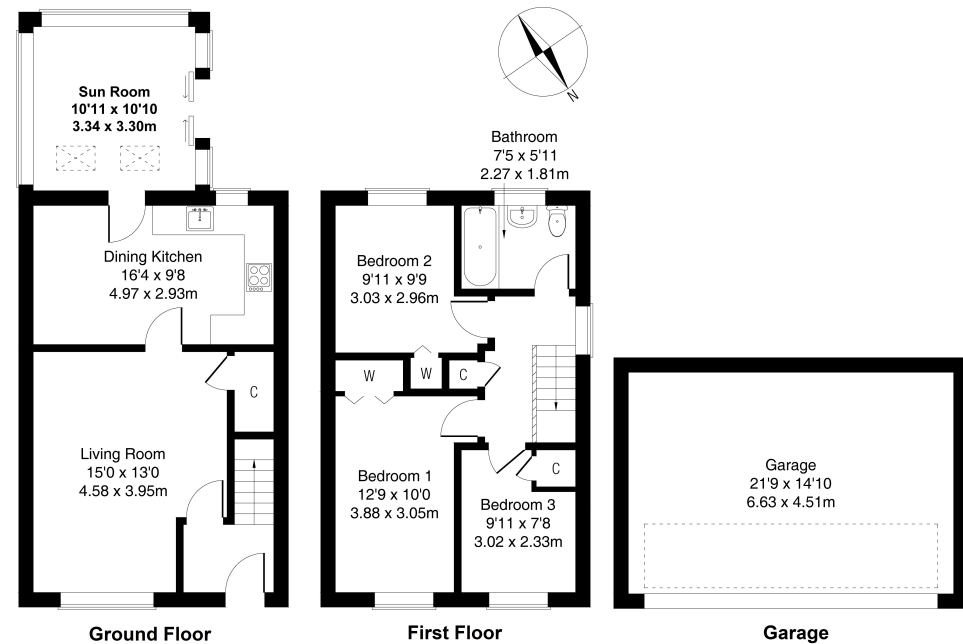 Sun Room
10'11 x 10'10
3.34 x 3.30m
N
Dining Kitchen
16'4 x 9'8
4.97 x 2.93m
C
Living Room
15'0 x 13'0
4.58 x 3.95m
Ground Floor
Bathroom
7'5 x 5'11
2.27 x 1.81m
Bedroom 2
9'11 x 9'9
3.03 x 2.96m
W
W
C
Bedroom 1
12'9 x 10'0
3.88 x 3.05m
C
Bedroom 3
9'11 x 7'8
3.02 x 2.33m
First Floor
Garage
21'9 x 14'10
6.63 x 4.51m
Garage